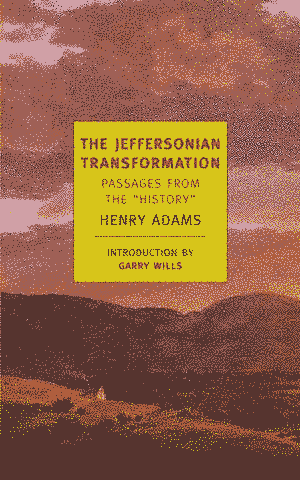 THE JEFFERSONIAN
TRANSFORMATION
PASSAGES FROM
THE "HISTORY"
HENRY ADAMS
INTRODUCTION BY
GARRY WILLS